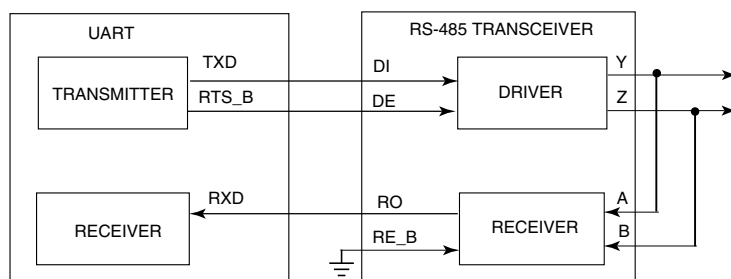 UART
RS-485 TRANSCEIVER
TXD
DI
Y
TRANSMITTER
DRIVER
RTS_B
DE
Z
RXD
RO
A
RECEIVER
RECEIVER
RE_B
B